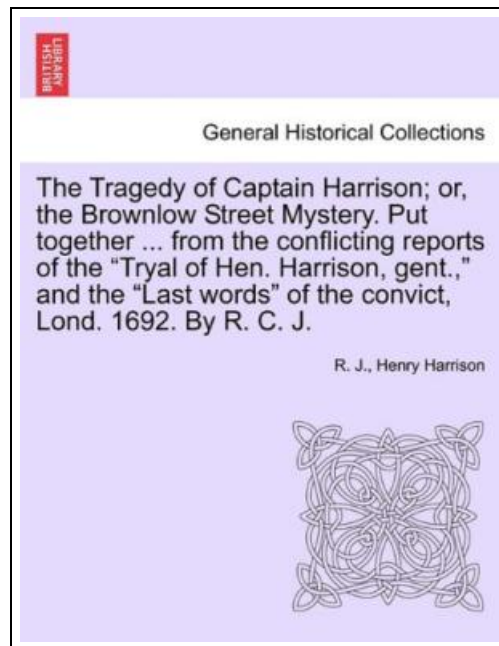 BRITISH
LIBRARY
General Historical Collections
The Tragedy of Captain Harrison; or,
the Brownlow Street Mystery. Put
together ... from the conflicting reports
of the “Tryal of Hen. Harrison, gent.,”
and the “Last words” of the convict,
Lond. 1692. By R. C. J.
R. J., Henry Harrison